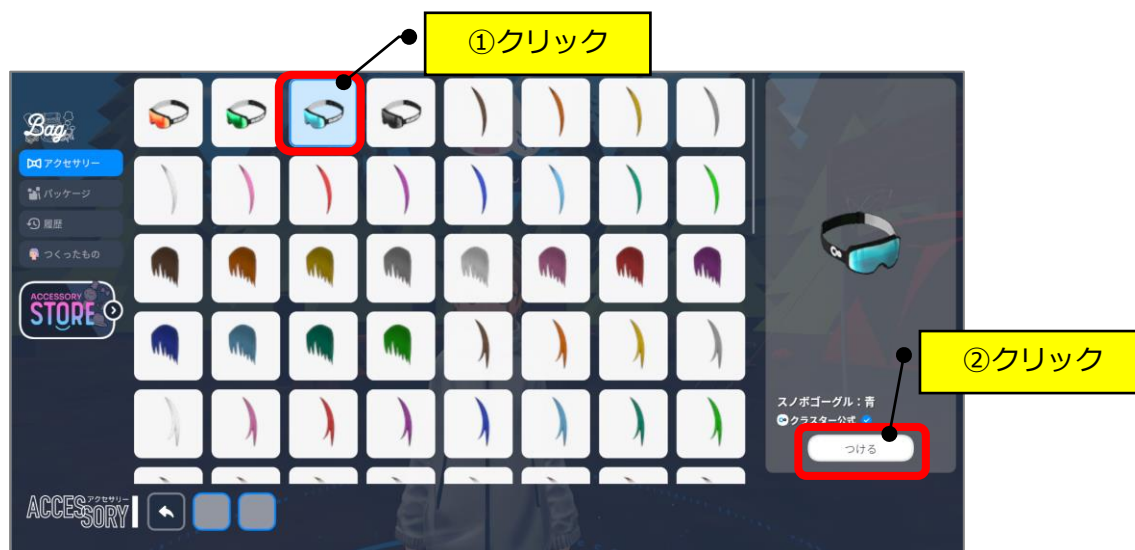 ①クリック
Bag
アクセサリー
パッケージ
履歴
つくったもの
ACCESSORY
STORE
②クリック
スノボゴーグル：青
クラスター公式
つける
ACCESSORY
アクセサリー